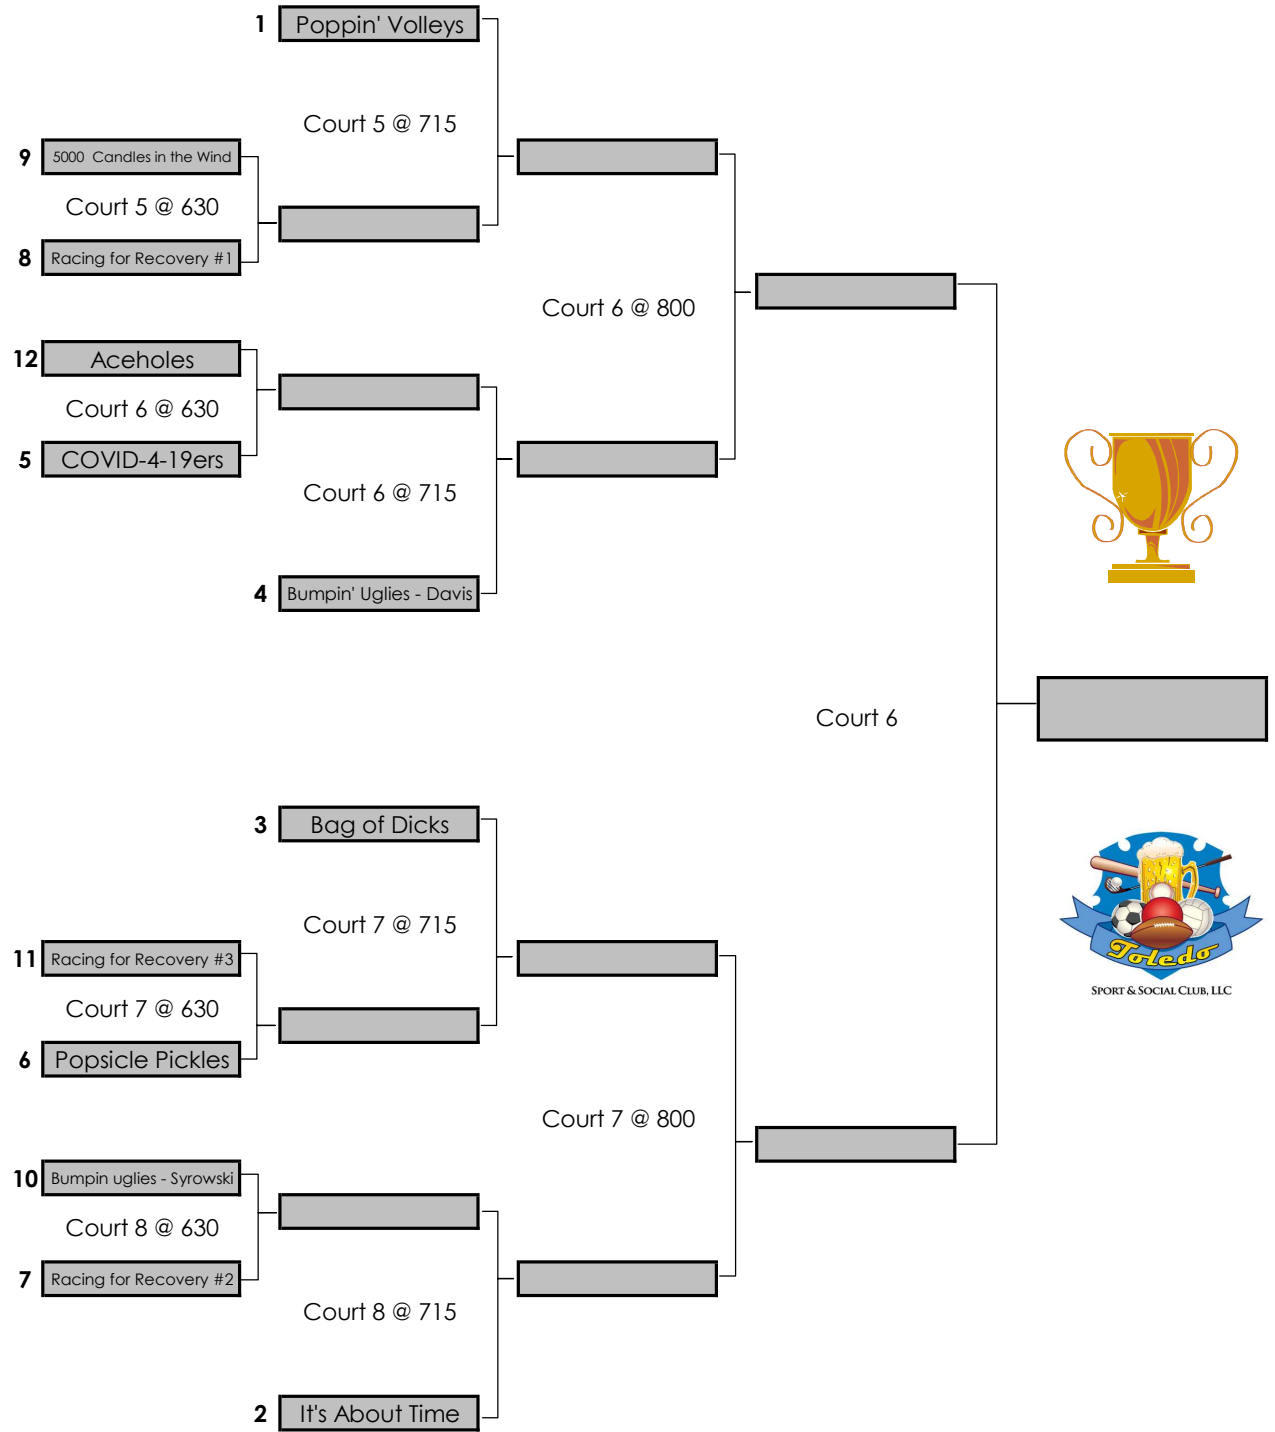 1 Poppin' Volleys
Court 5 @ 715
9 5000 Candles in the Wind
Court 5 @ 630
8 Racing for Recovery #1
Court 6 @ 800
12 Aceholes
Court 6 @ 630
5 COVID-4-19ers
Court 6 @ 715
4 Bumpin' Uglies - Davis
Court 6
3 Bag of Dicks
Court 7 @ 715
11 Racing for Recovery #3
Court 7 @ 630
6 Popsicle Pickles
Court 7 @ 800
10 Bumpin uglies - Syrowski
Court 8 @ 630
7 Racing for Recovery #2
Court 8 @ 715
2 It's About Time
Toledo
SPORT & SOCIAL CLUB, LLC